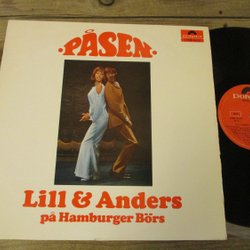 ·PÅSEN·
Lill & Anders
på Hamburger Börs